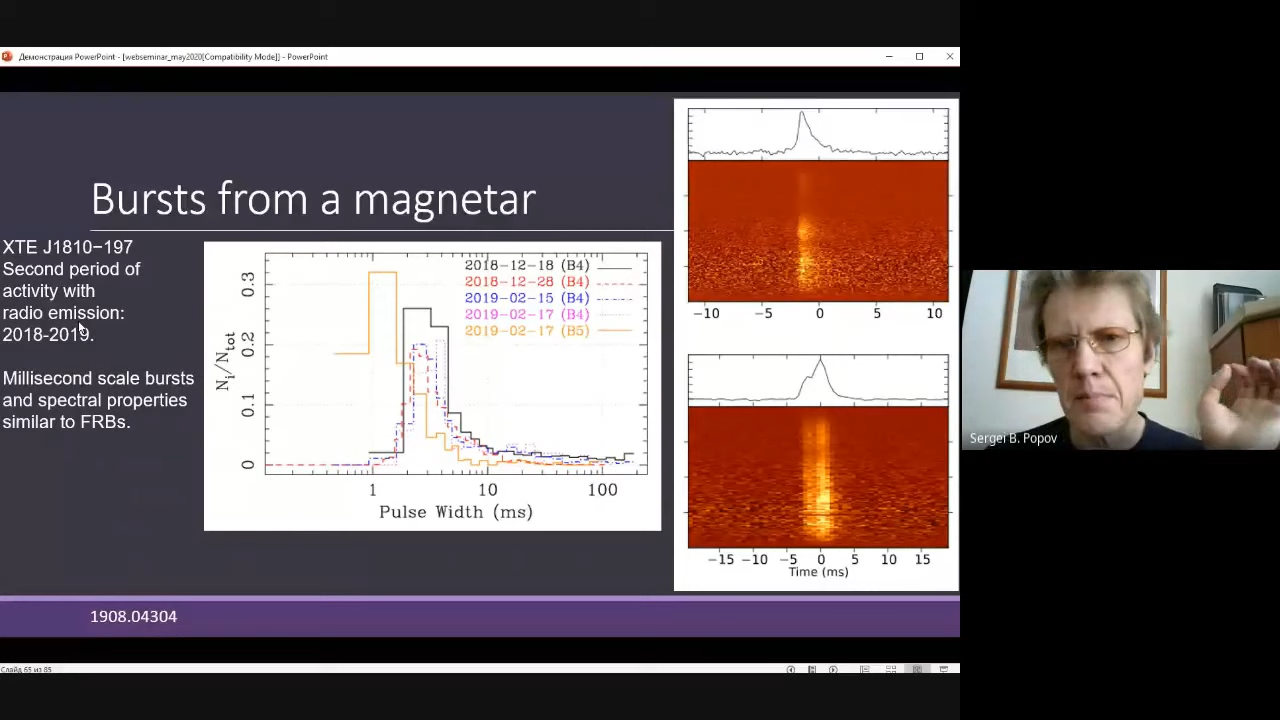 Демонстрация PowerPoint - [webseminar_may2020[Compatibility Mode]] - PowerPoint
Bursts from a magnetar
XTE J1810−197
Second period of
activity with
radio emission:
2018-2019.
Millisecond scale bursts
and spectral properties
similar to FRBs.
2018-12-18 (B4)
2018-12-28 (B4)
2019-02-15 (B4)
2019-02-17 (B4)
2019-02-17 (B5)
0.3
0.2
0.1
0
Ni/Ntot
1 10 100
Pulse Width (ms)
−10 −5 0 5 10
−15 −10 −5 0 5 10 15
Time (ms)
Sergei B. Popov
1908.04304
Слайд 65 из 85